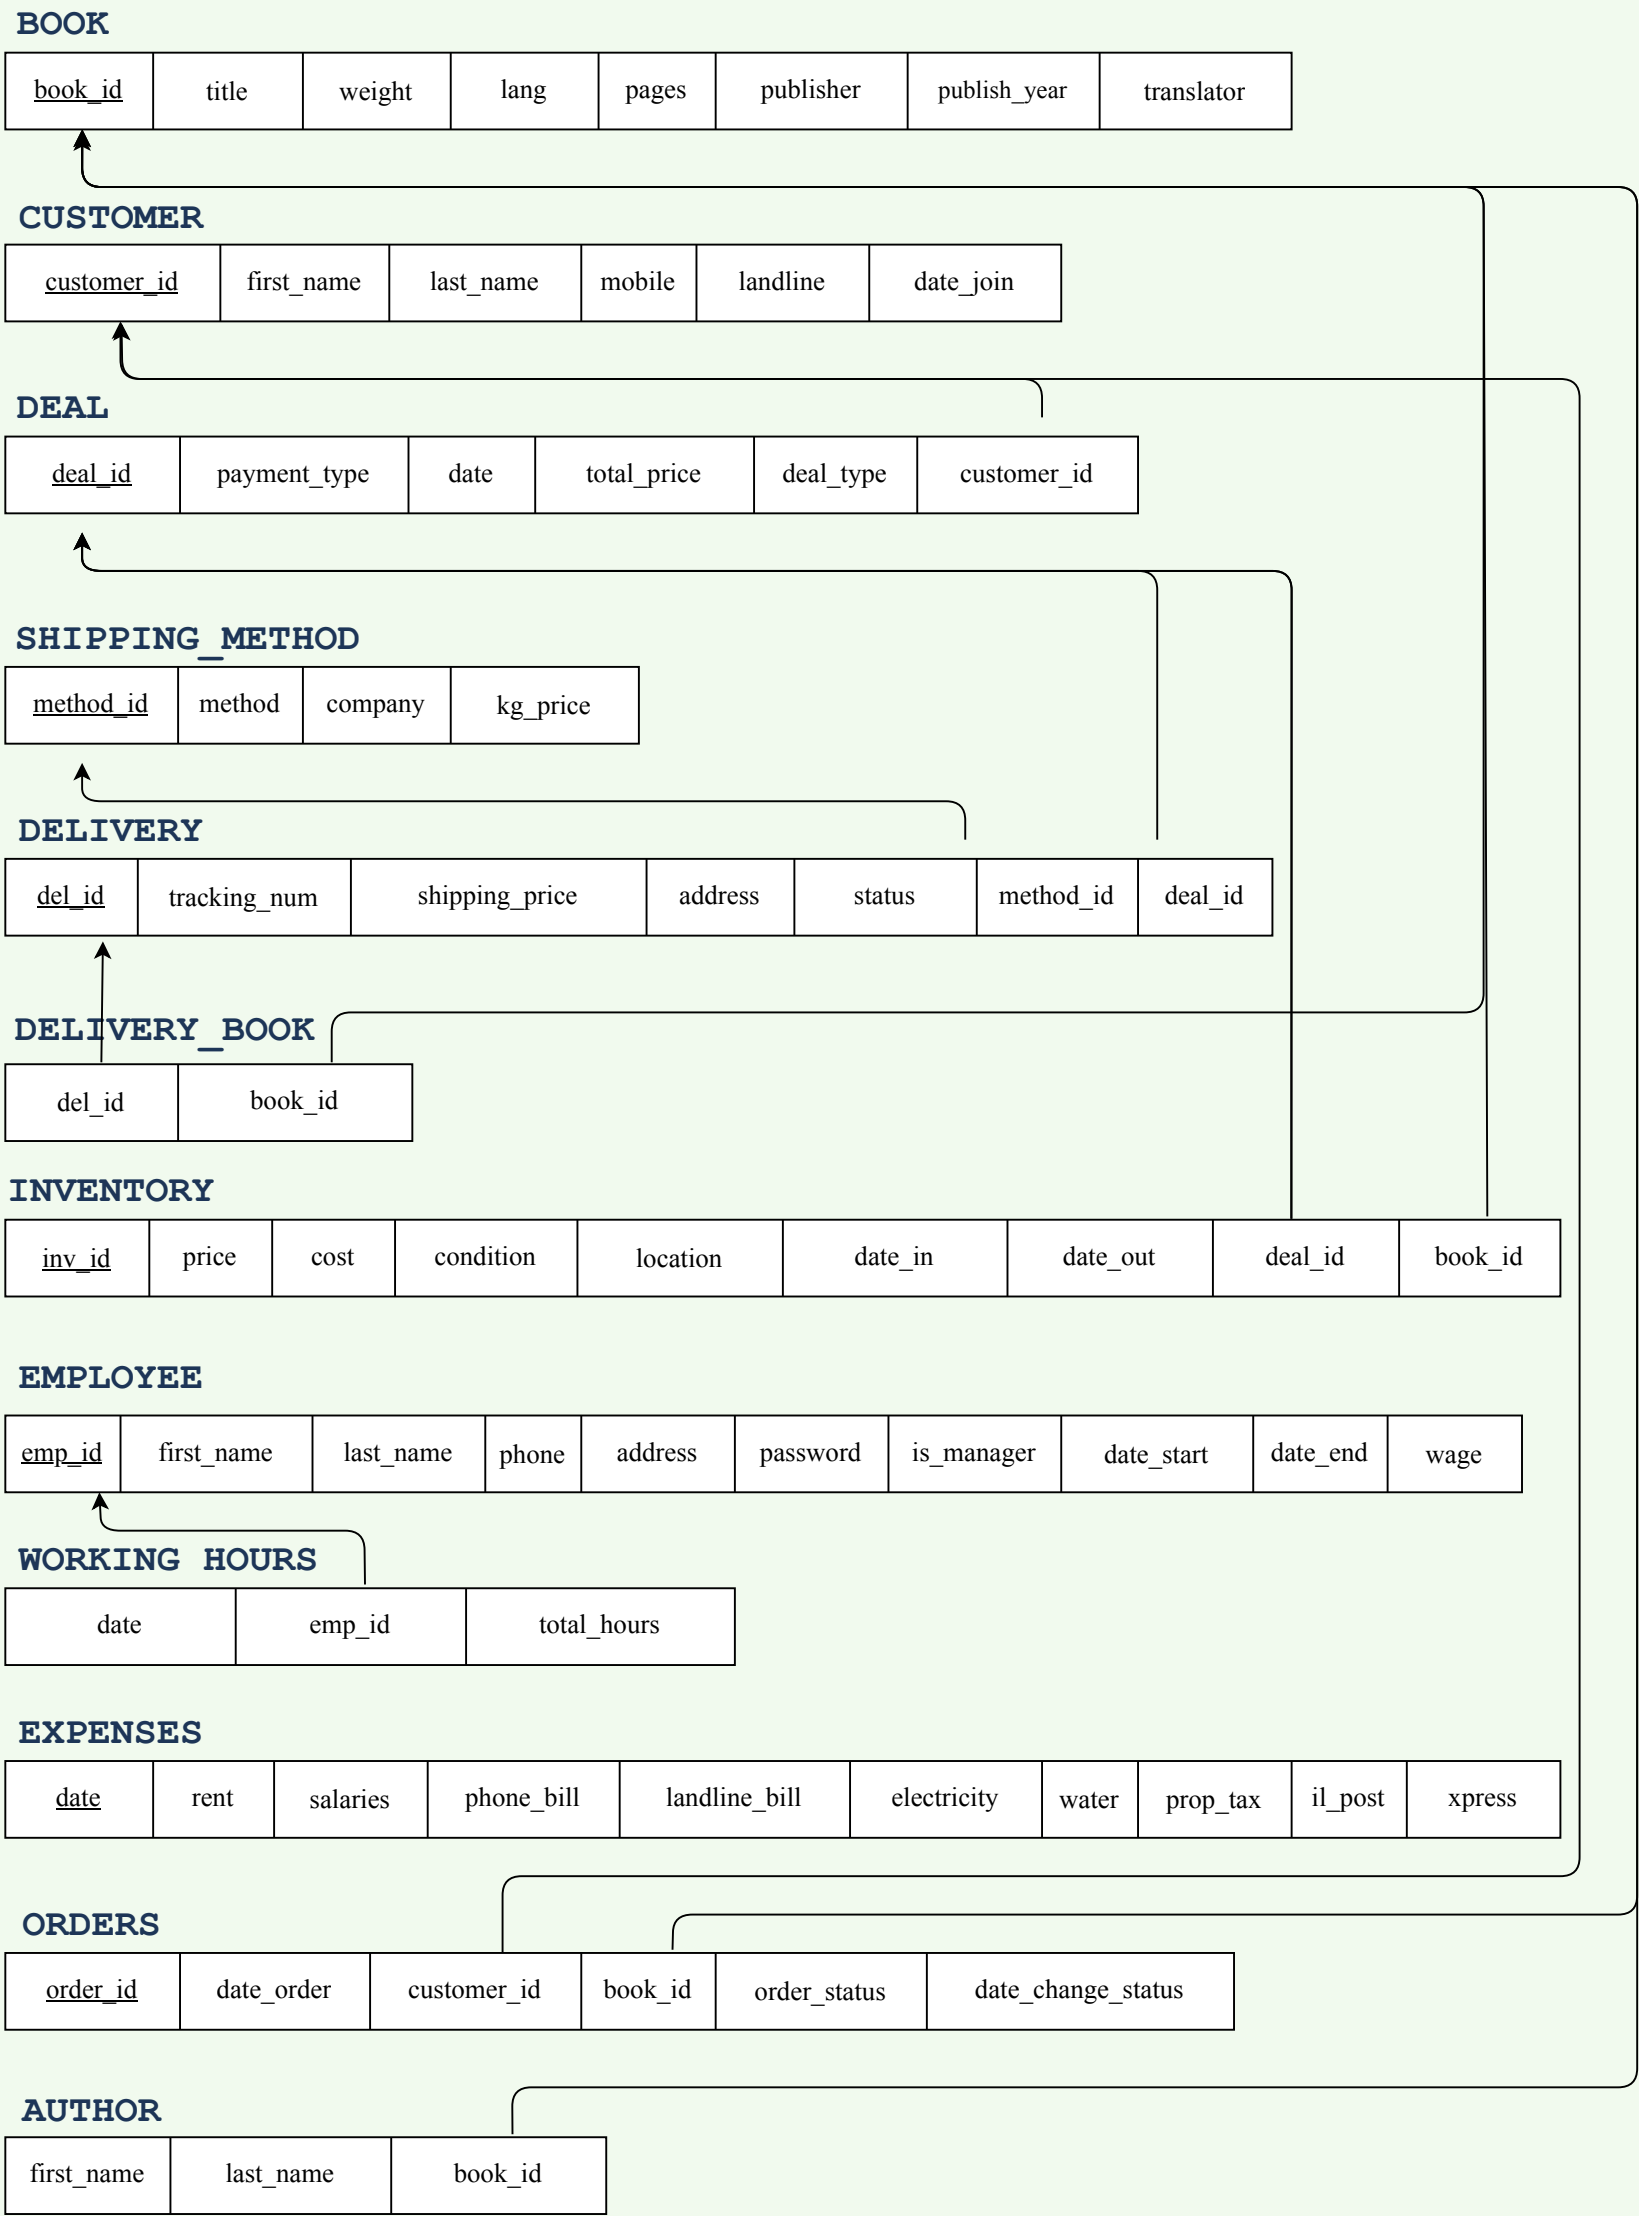 BOOK
book_id title weight lang pages publisher publish_year translator
CUSTOMER
customer_id first_name last_name mobile landline date_join
DEAL
deal_id payment_type date total_price deal_type customer_id
SHIPPING_METHOD
method_id method company kg_price
DELIVERY
del_id tracking_num shipping_price address status method_id deal_id
DELIVERY_BOOK
del_id book_id
INVENTORY
inv_id price cost condition location date_in date_out deal_id book_id
EMPLOYEE
emp_id first_name last_name phone address password is_manager date_start date_end wage
WORKING HOURS
date emp_id total_hours
EXPENSES
date rent salaries phone_bill landline_bill electricity water prop_tax il_post xpress
ORDERS
order_id date_order customer_id book_id order_status date_change_status
AUTHOR
first_name last_name book_id